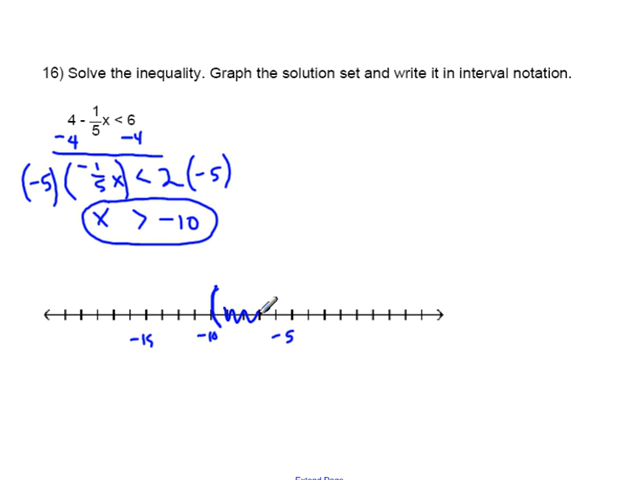 16) Solve the inequality. Graph the solution set and write it in interval notation.
4 - 1/5x < 6
-4 -4
(-5)(-1/5x) < 2(-5)
x > -10
(
-15 -10 -5